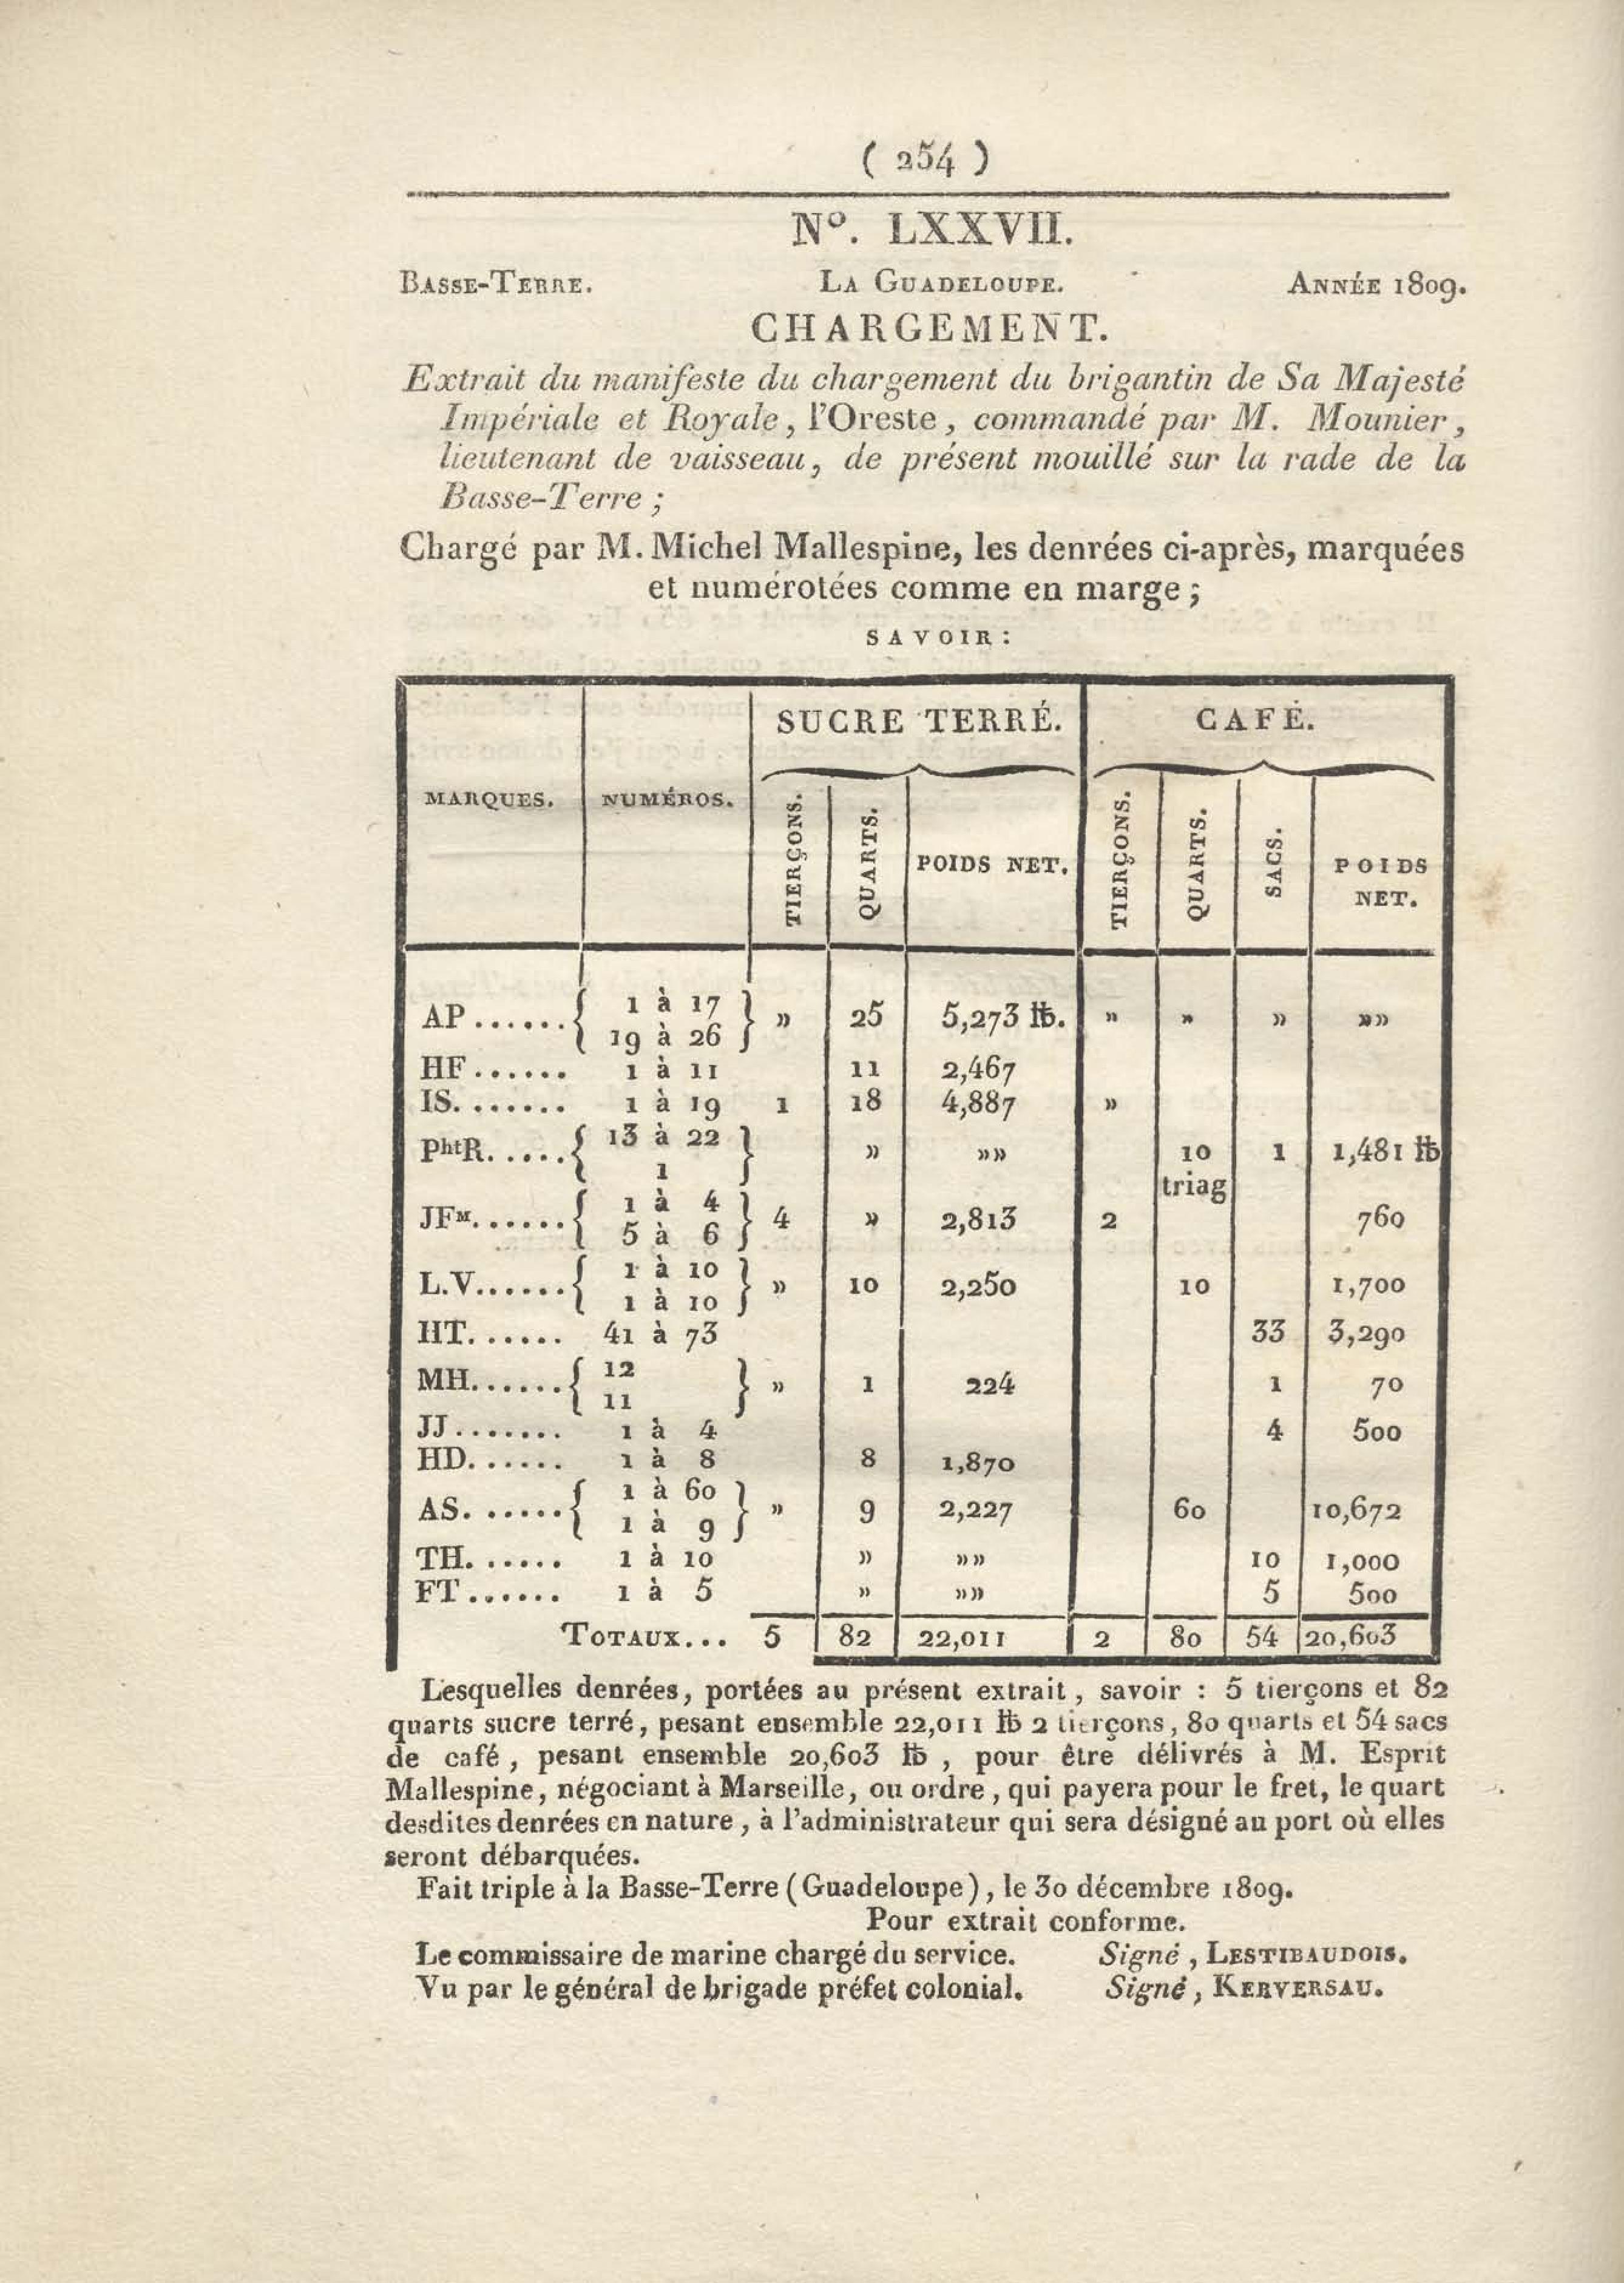 ( 254 )
N°. LXXVII.
BASSE-TERRE. LA GUADELOUPE. ANNÉE 1809.
CHARGEMENT.
Extrait du manifeste du chargement du brigantin de Sa Majesté
Impériale et Royale, l'Oreste, commandé par M. Mounier,
lieutenant de vaisseau, de présent mouillé sur la rade de la
Basse-Terre ;
Chargé par M. Michel Mallespine, les denrées ci-après, marquées
et numérotées comme en marge ;
SAVOIR :
SUCRE TERRÉ. CAFÉ.
MARQUES. NUMÉROS. TIERÇONS. QUARTS. POIDS NET. TIERÇONS. QUARTS. SACS. POIDS NET.
AP...... { 1 à 17 19 à 26 } » 25 5,273 ℔. » » » »»
HF...... 1 à 11 11 2,467
IS....... 1 à 19 1 18 4,887 »
PhtR..... { 13 à 22 1 } » »» 10 triag 1 1,481 ℔
JFM...... { 1 à 4 5 à 6 } 4 » 2,813 2 760
L.V...... { 1 à 10 1 à 10 } » 10 2,250 10 1,700
HT...... 41 à 73 33 3,290
MH...... { 12 11 } » 1 224 1 70
JJ....... 1 à 4 4 500
HD...... 1 à 8 8 1,870
AS...... { 1 à 60 1 à 9 } » 9 2,227 60 10,672
TH...... 1 à 10 » »» 10 1,000
FT...... 1 à 5 » »» 5 500
TOTAUX... 5 82 22,011 2 80 54 20,603
Lesquelles denrées, portées au présent extrait, savoir : 5 tierçons et 82
quarts sucre terré, pesant ensemble 22,011 ℔ 2 tierçons, 80 quarts et 54 sacs
de café, pesant ensemble 20,603 ℔, pour être délivrés à M. Esprit
Mallespine, négociant à Marseille, ou ordre, qui payera pour le fret, le quart
desdites denrées en nature, à l'administrateur qui sera désigné au port où elles
seront débarquées.
Fait triple à la Basse-Terre (Guadeloupe), le 30 décembre 1809.
Pour extrait conforme.
Le commissaire de marine chargé du service. Signé, LESTIBAUDOIS.
Vu par le général de brigade préfet colonial. Signé, KERVERSAU.